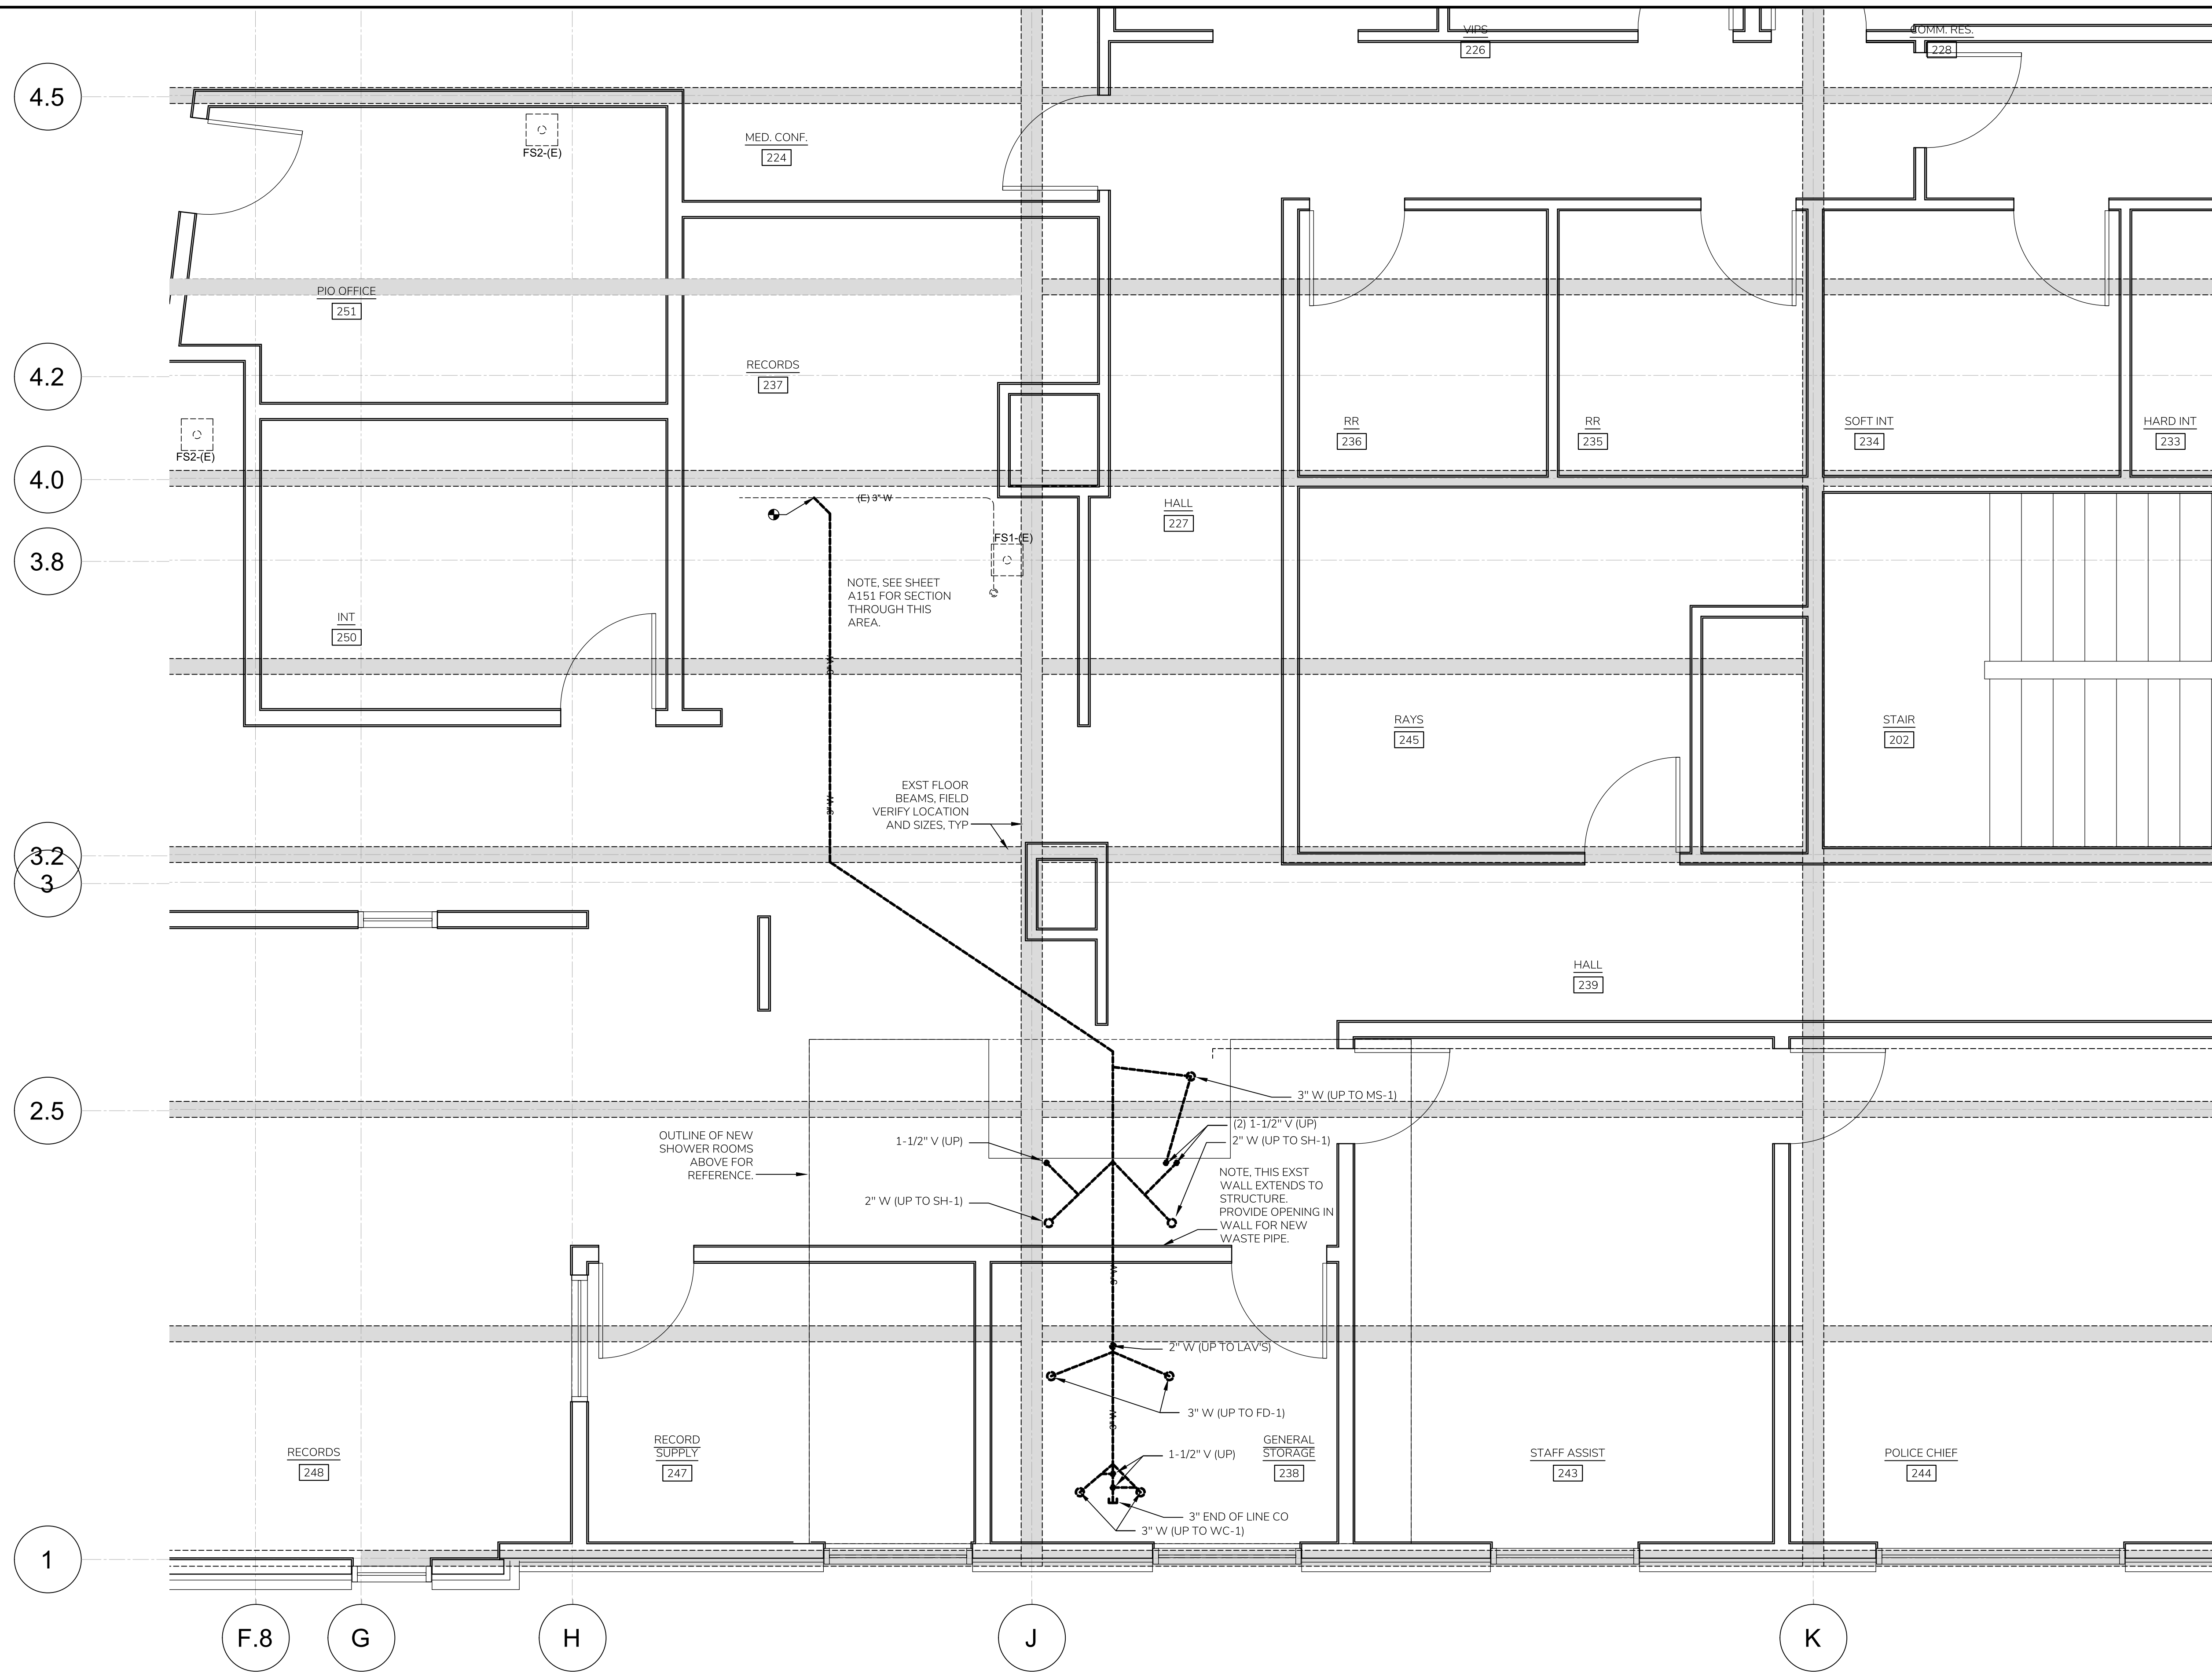 VIPS
226
COMM. RES.
228
4.5
MED. CONF.
224
FS2-(E)
PIO OFFICE
251
4.2
RECORDS
237
RR
236
RR
235
SOFT INT
234
HARD INT
233
FS2-(E)
4.0
(E) 3" W
HALL
227
FS1-(E)
3.8
NOTE, SEE SHEET
A151 FOR SECTION
THROUGH THIS
AREA.
INT
250
3" W
RAYS
245
STAIR
202
EXST FLOOR
BEAMS, FIELD
VERIFY LOCATION
AND SIZES, TYP
3" W
3.2
3
HALL
239
2.5
3" W (UP TO MS-1)
(2) 1-1/2" V (UP)
2" W (UP TO SH-1)
1-1/2" V (UP)
OUTLINE OF NEW
SHOWER ROOMS
ABOVE FOR
REFERENCE.
2" W (UP TO SH-1)
NOTE, THIS EXST
WALL EXTENDS TO
STRUCTURE.
PROVIDE OPENING IN
WALL FOR NEW
WASTE PIPE.
3" W
2" W (UP TO LAV'S)
3" W (UP TO FD-1)
3" W
1-1/2" V (UP)
RECORDS
248
RECORD
SUPPLY
247
GENERAL
STORAGE
238
STAFF ASSIST
243
POLICE CHIEF
244
3" END OF LINE CO
3" W (UP TO WC-1)
1
F.8
G
H
J
K